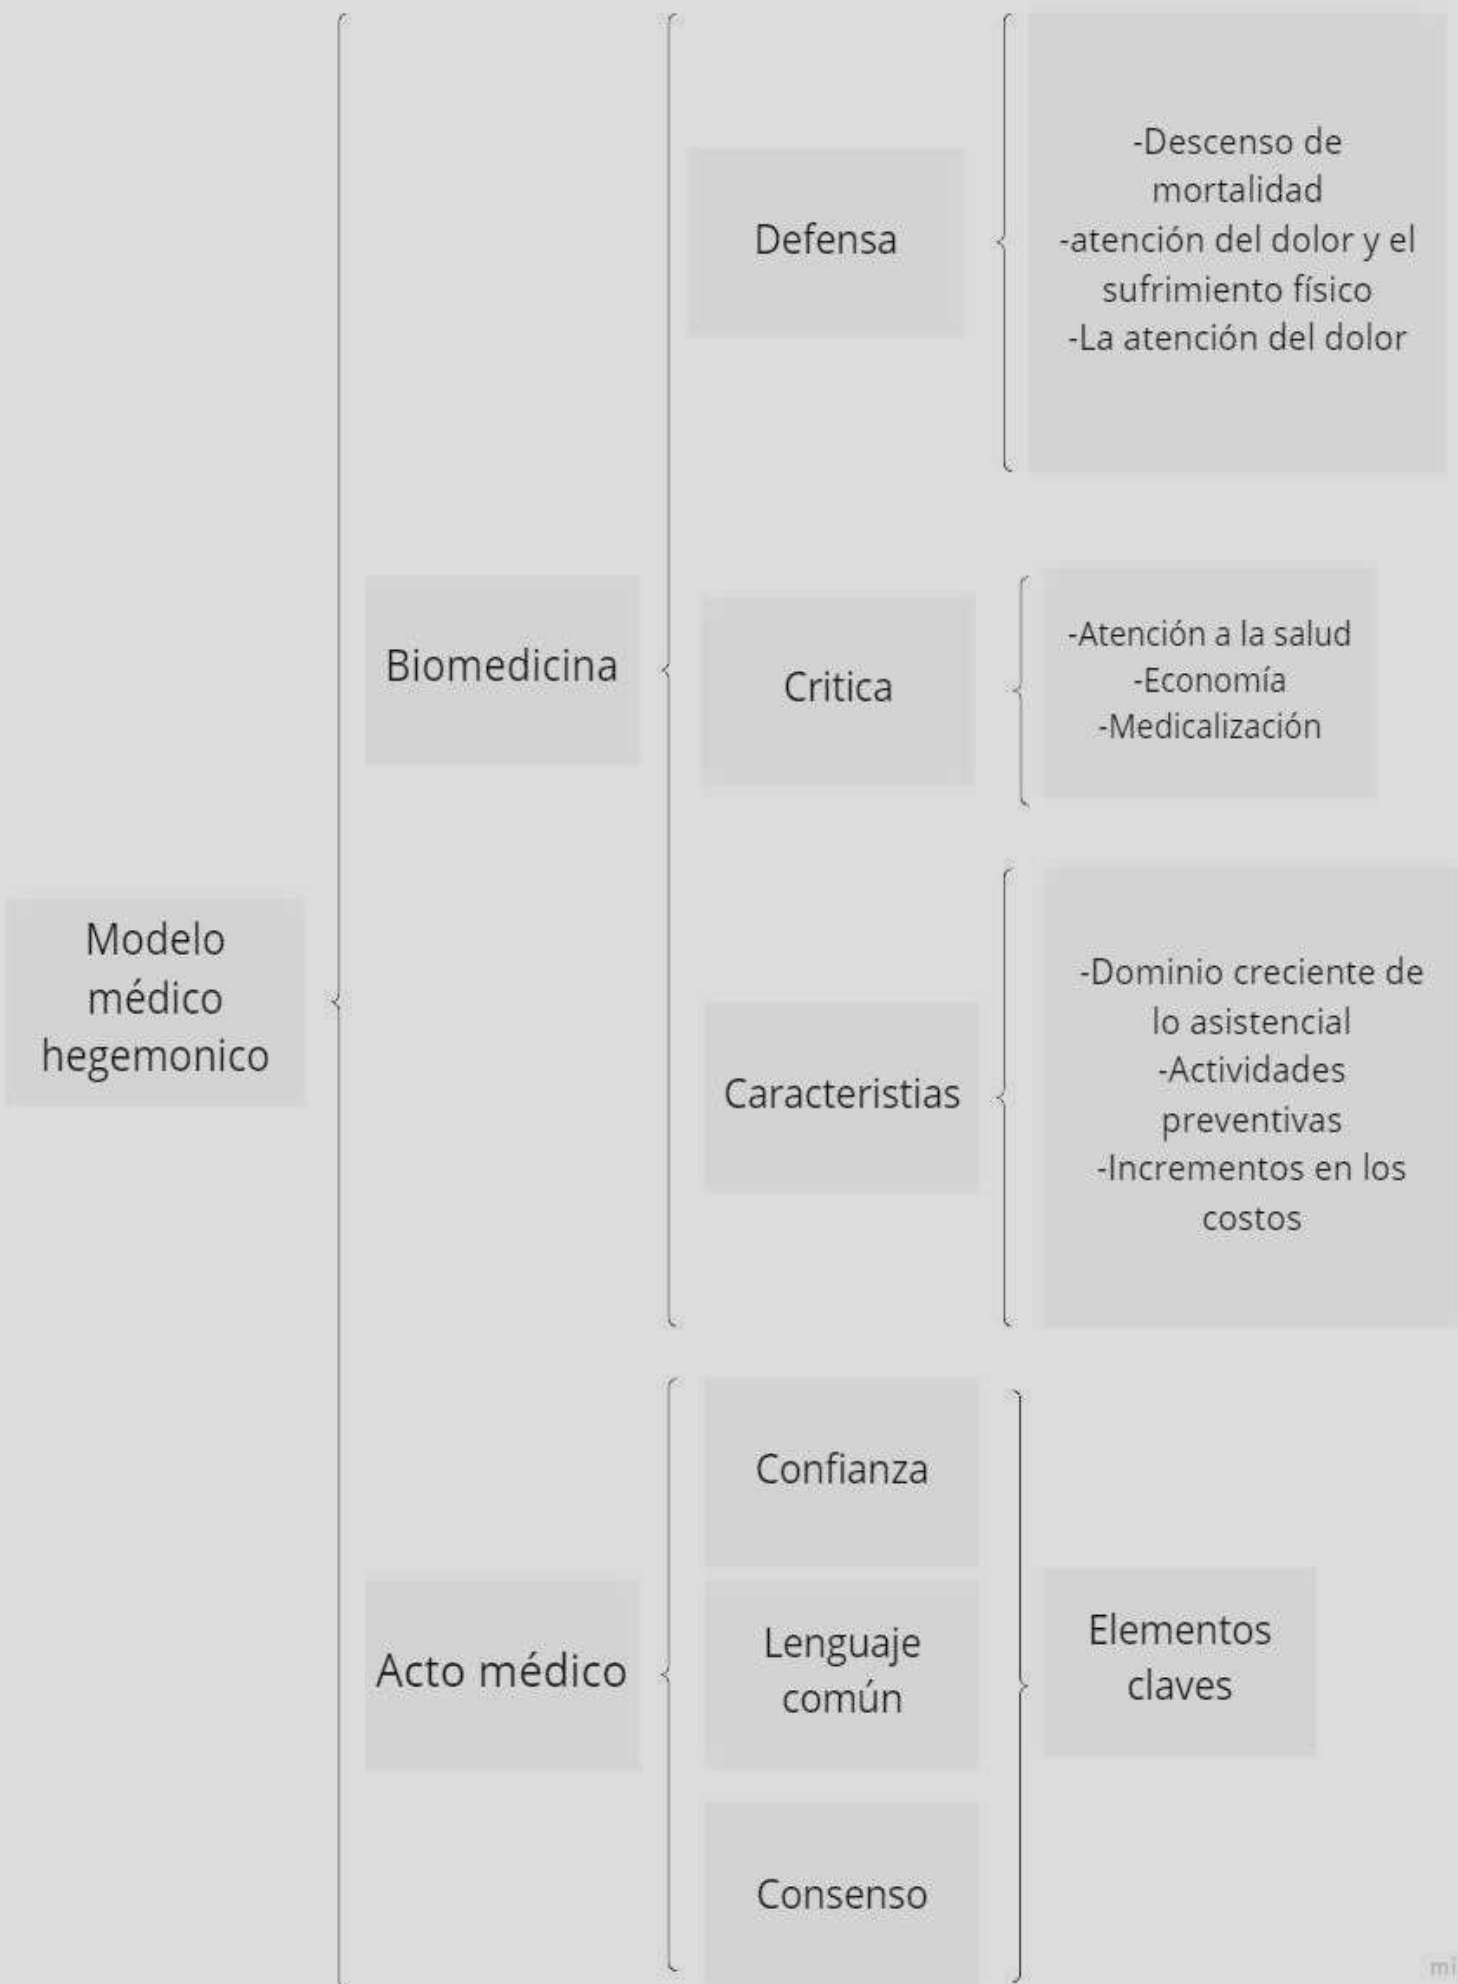 Modelo
médico
hegemonico
Biomedicina
Defensa
-Descenso de
mortalidad
-atención del dolor y el
sufrimiento físico
-La atención del dolor
Critica
-Atención a la salud
-Economía
-Medicalización
Caracteristias
-Dominio creciente de
lo asistencial
-Actividades
preventivas
-Incrementos en los
costos
Acto médico
Confianza
Lenguaje
común
Consenso
Elementos
claves
mi